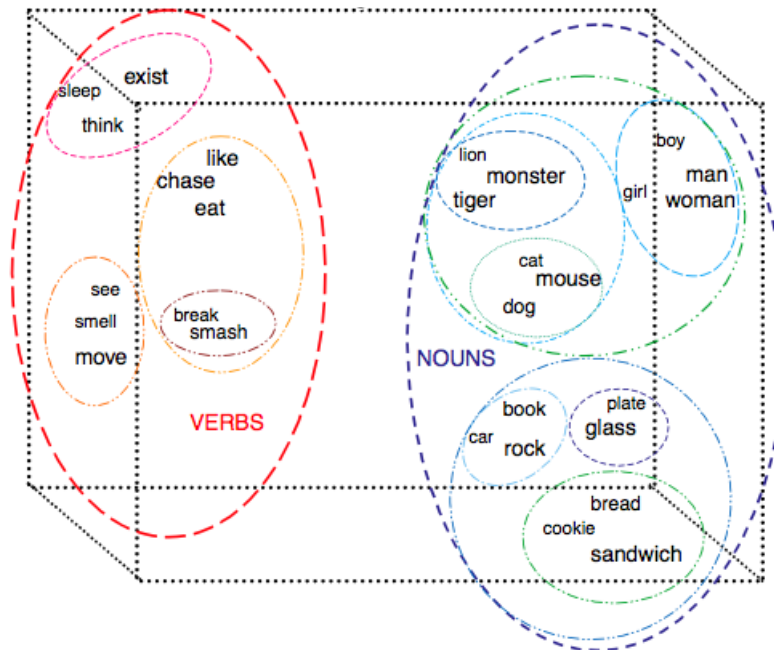 exist
sleep
think
like
chase
eat
see
smell
move
break
smash
VERBS
lion
monster
tiger
cat
mouse
dog
boy
girl
man
woman
NOUNS
book
car
rock
plate
glass
bread
cookie
sandwich